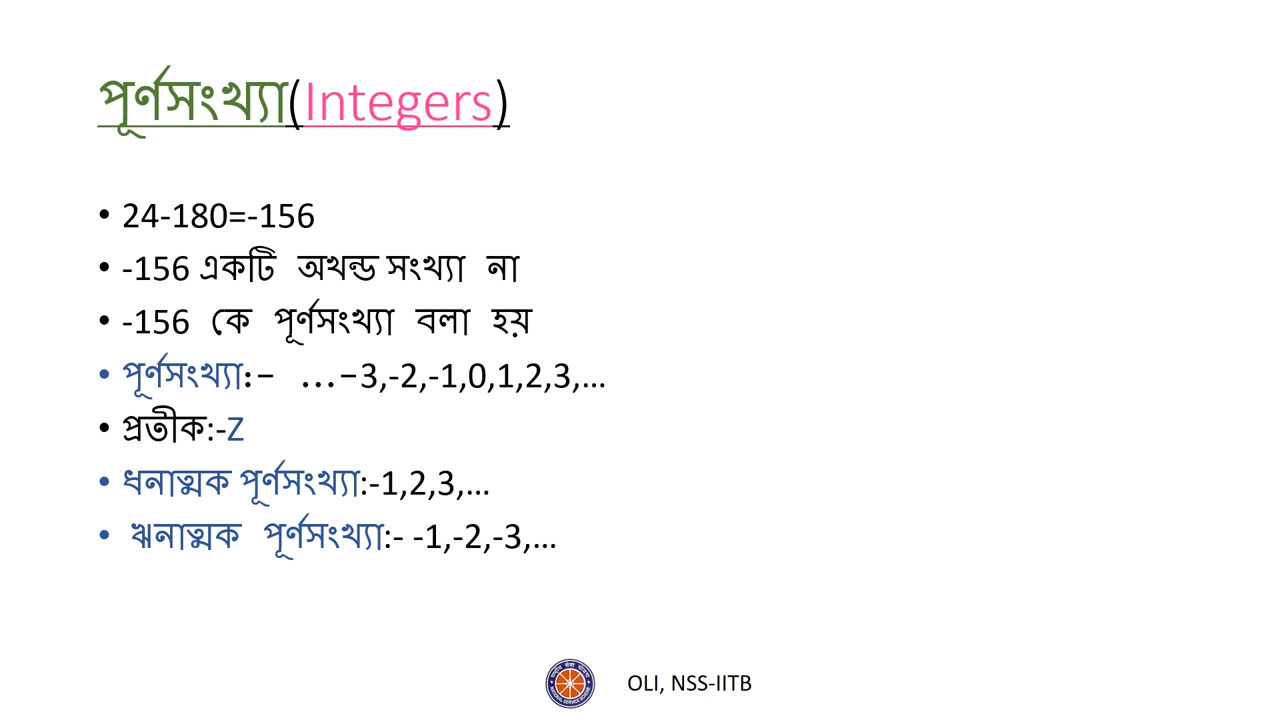 পূর্ণসংখ্যা(Integers)
• 24-180=-156
• -156 একটি অখন্ড সংখ্যা না
• -156 কে পূর্ণসংখ্যা বলা হয়
• পূর্ণসংখ্যা:− …−3,-2,-1,0,1,2,3,…
• প্রতীক:-Z
• ধনাত্মক পূর্ণসংখ্যা:-1,2,3,…
• ঋনাত্মক পূর্ণসংখ্যা:- -1,-2,-3,…
OLI, NSS-IITB